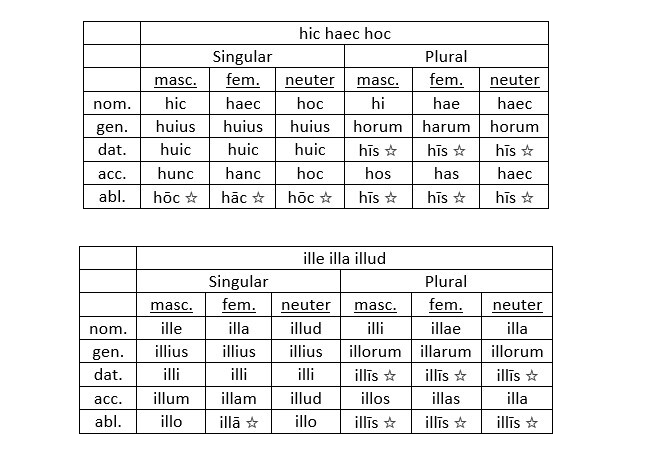 hic haec hoc
Singular Plural
masc. fem. neuter masc. fem. neuter
nom. hic haec hoc hi hae haec
gen. huius huius huius horum harum horum
dat. huic huic huic hīs ☆ hīs ☆ hīs ☆
acc. hunc hanc hoc hos has haec
abl. hōc ☆ hāc ☆ hōc ☆ hīs ☆ hīs ☆ hīs ☆
ille illa illud
Singular Plural
masc. fem. neuter masc. fem. neuter
nom. ille illa illud illi illae illa
gen. illius illius illius illorum illarum illorum
dat. illi illi illi illīs ☆ illīs ☆ illīs ☆
acc. illum illam illud illos illas illa
abl. illo illā ☆ illo illīs ☆ illīs ☆ illīs ☆